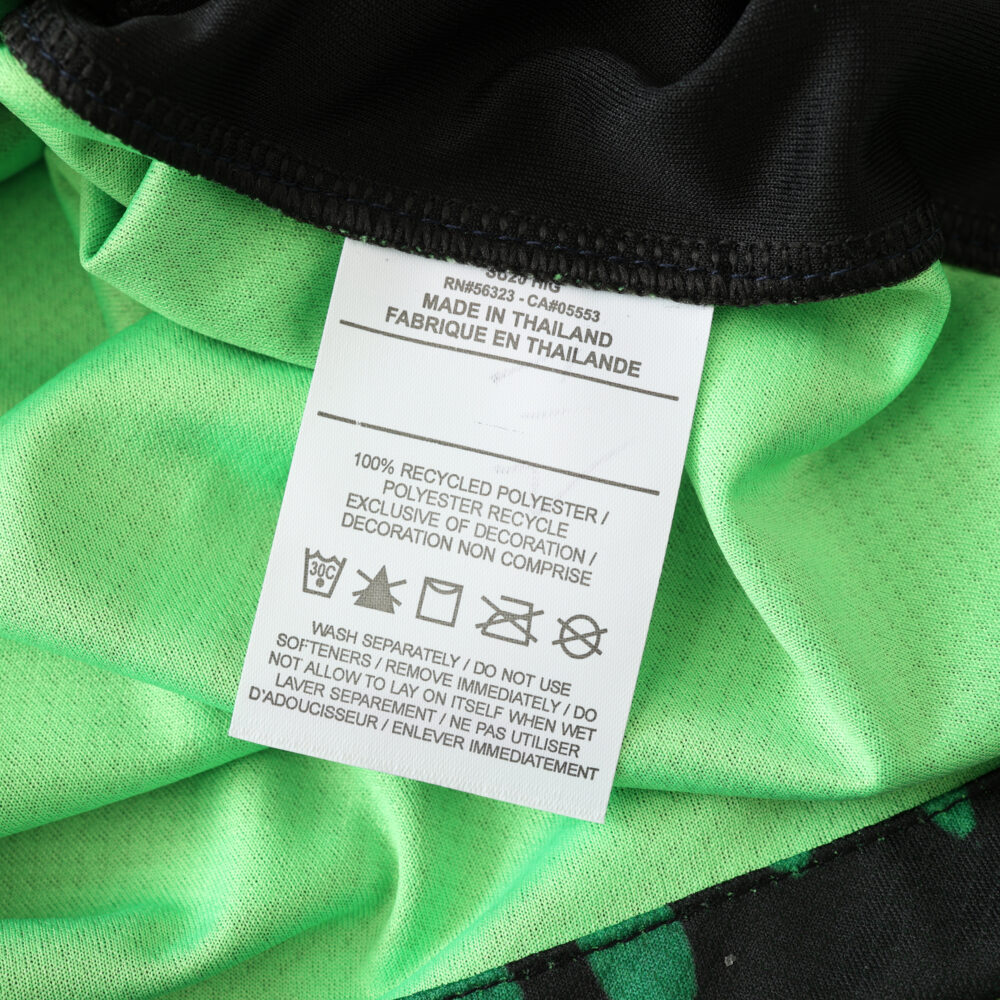 RN#56323 - CA#05553
MADE IN THAILAND
FABRIQUE EN THAILANDE
100% RECYCLED POLYESTER /
POLYESTER RECYCLE
EXCLUSIVE OF DECORATION /
DECORATION NON COMPRISE
30C
WASH SEPARATELY / DO NOT USE
SOFTENERS / REMOVE IMMEDIATELY / DO
NOT ALLOW TO LAY ON ITSELF WHEN WET
LAVER SEPAREMENT / NE PAS UTILISER
D'ADOUCISSEUR / ENLEVER IMMEDIATEMENT